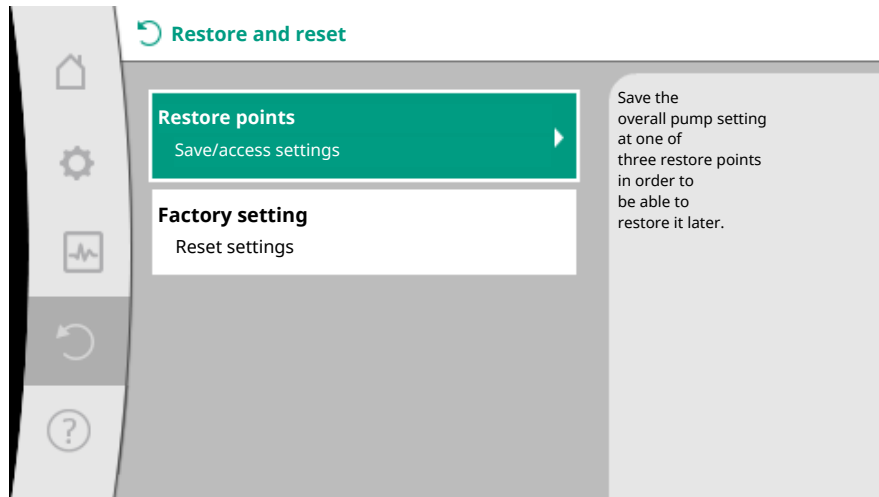 Restore and reset
Restore points
Save/access settings
Factory setting
Reset settings
Save the
overall pump setting
at one of
three restore points
in order to
be able to
restore it later.
?